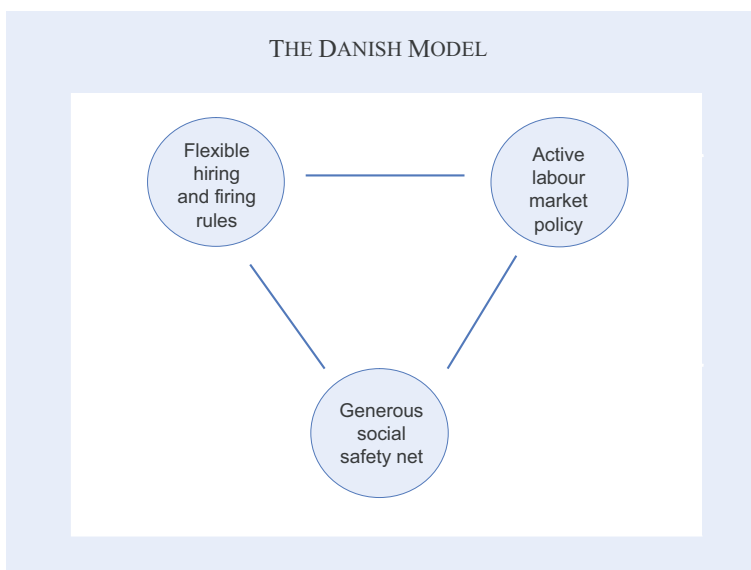 THE DANISH MODEL
Flexible
hiring
and firing
rules
Active
labour
market
policy
Generous
social
safety net